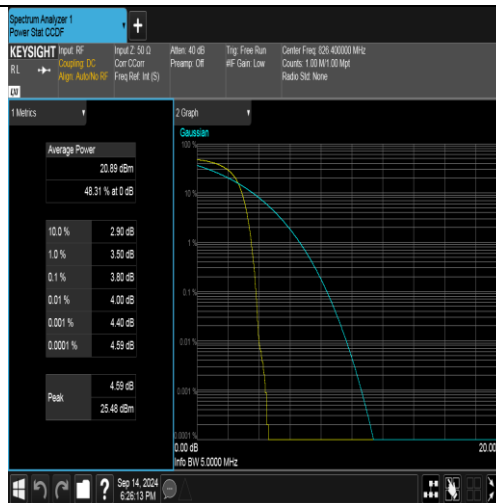 Spectrum Analyzer 1
Power Stat CCDF
+
KEYSIGHT Input: RF Input Z: 50 Ω Atten: 40 dB Trig: Free Run Center Freq: 826.400000 MHz
R L Coupling: DC Corr CCorr Preamp: Off #IF Gain: Low Counts: 1.00 M/1.00 Mpt
Align: Auto/No RF Freq Ref: Int (S) Radio Std: None
LXI
1 Metrics
Average Power
20.89 dBm
48.31 % at 0 dB
10.0 % 2.90 dB
1.0 % 3.50 dB
0.1 % 3.80 dB
0.01 % 4.00 dB
0.001 % 4.40 dB
0.0001 % 4.59 dB
Peak 4.59 dB
25.48 dBm
2 Graph
Gaussian
100 %
10 %
1 %
0.1 %
0.01 %
0.001 %
0.0001 %
0.00 dB 20.00
Info BW 5.0000 MHz
? Sep 14, 2024
6:26:13 PM